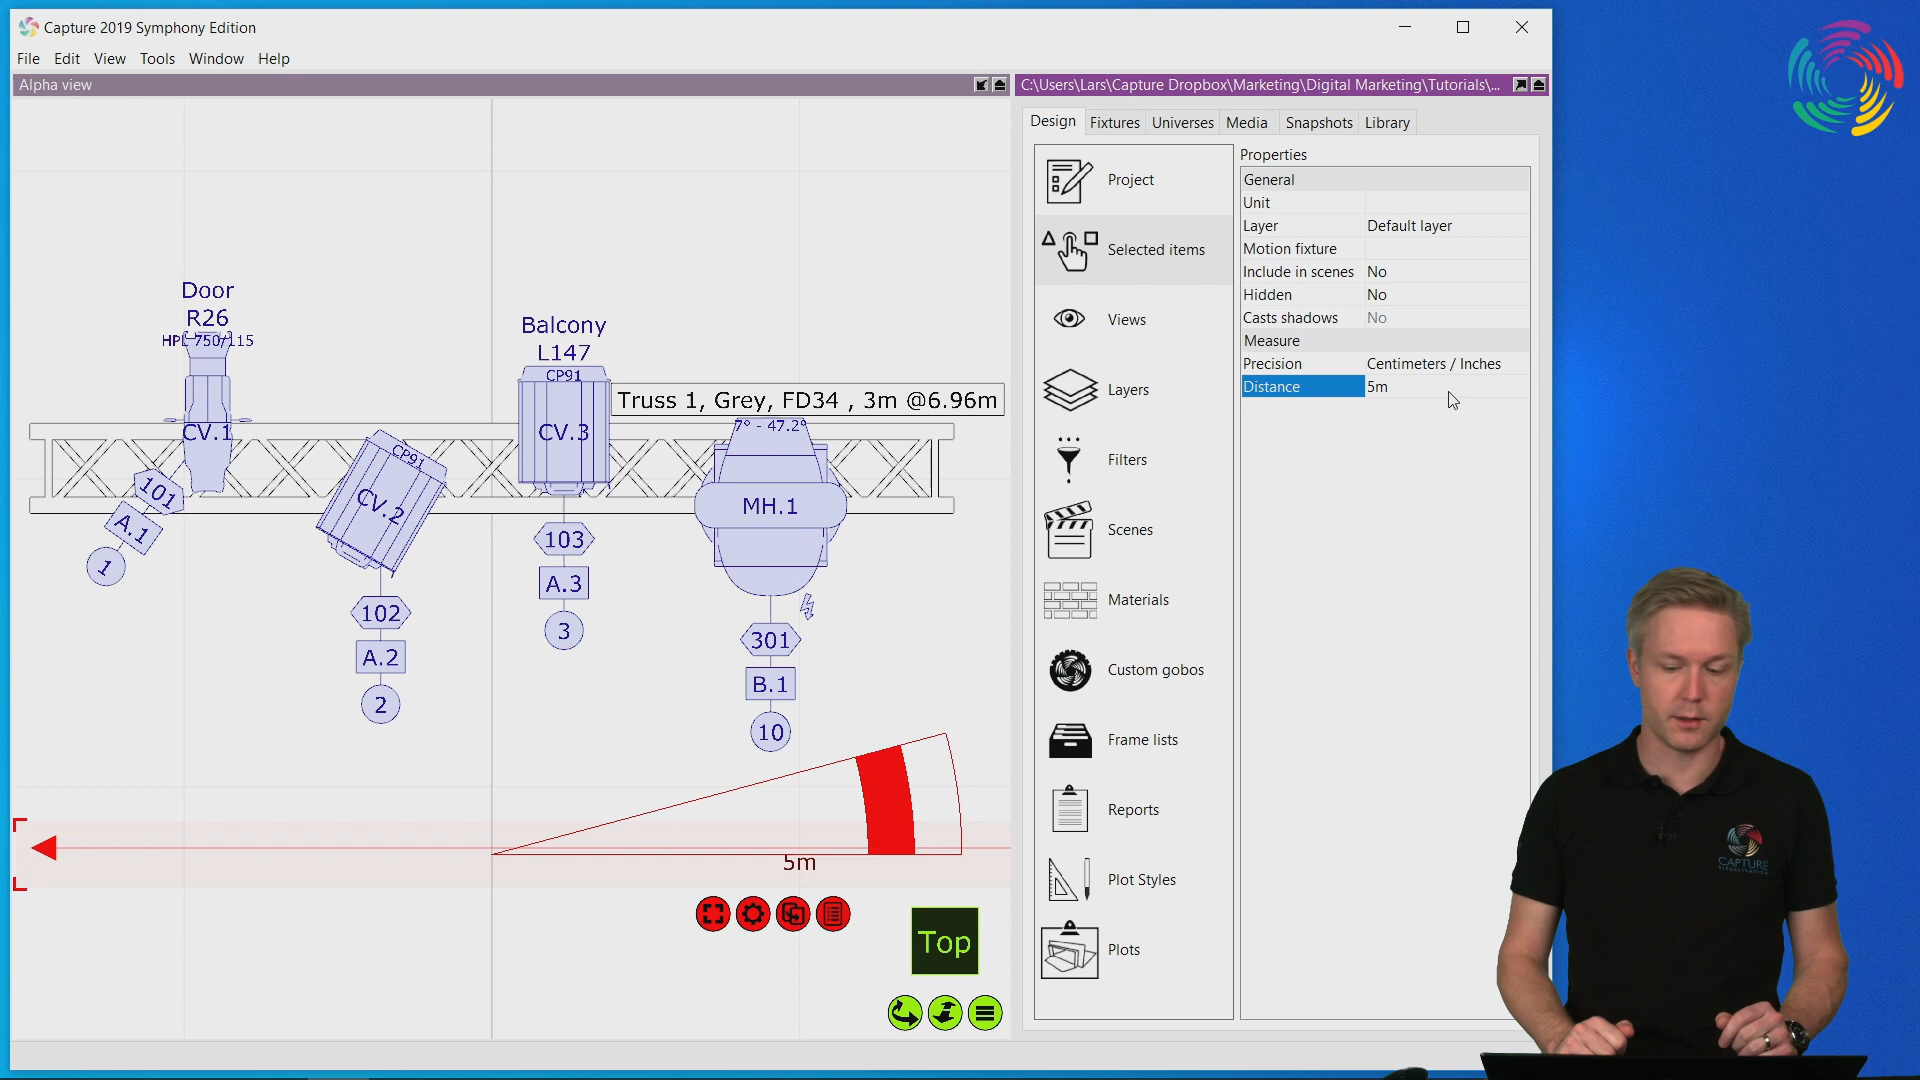 Capture 2019 Symphony Edition
File Edit View Tools Window Help
Alpha view
C:\Users\Lars\Capture Dropbox\Marketing\Digital Marketing\Tutorials\...
Design Fixtures Universes Media Snapshots Library
Project
Selected items
Views
Layers
Filters
Scenes
Materials
Custom gobos
Frame lists
Reports
Plot Styles
Plots
Properties
General
Unit
Layer Default layer
Motion fixture
Include in scenes No
Hidden No
Casts shadows No
Measure
Precision Centimeters / Inches
Distance 5m
Door
R26
HPL 750/115
CV.1
101
A.1
1
CP91
CV.2
102
A.2
2
Balcony
L147
CP91
CV.3
103
A.3
3
Truss 1, Grey, FD34 , 3m @6.96m
7° - 47.2°
MH.1
301
B.1
10
5m
Top
CAPTURE